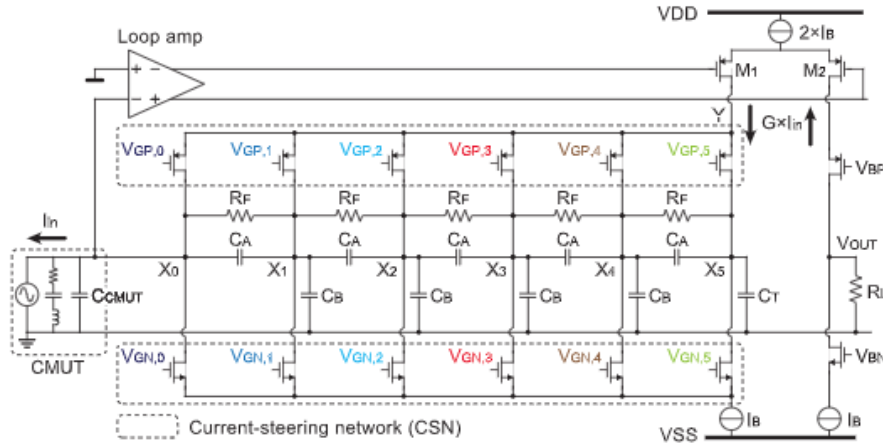 VDD
2×IB
Loop amp
+ −
− +
M1 M2
Y G×Iin
VGP,0 VGP,1 VGP,2 VGP,3 VGP,4 VGP,5
VBP
RF RF RF RF RF
Iin CA CA CA CA CA VOUT
X0 X1 X2 X3 X4 X5
CCMUT CB CB CB CB CT
CMUT VGN,0 VGN,1 VGN,2 VGN,3 VGN,4 VGN,5 VBN
Current-steering network (CSN) IB IB
VSS